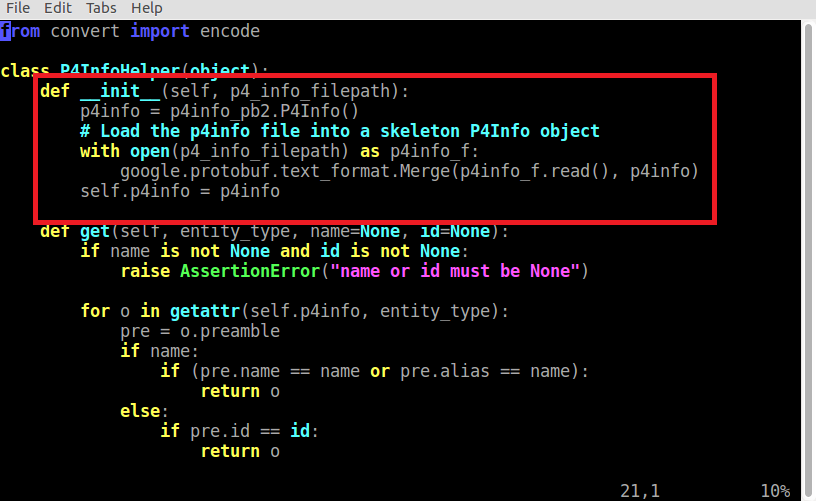 File Edit Tabs Help
from convert import encode
class P4InfoHelper(object):
    def __init__(self, p4_info_filepath):
        p4info = p4info_pb2.P4Info()
        # Load the p4info file into a skeleton P4Info object
        with open(p4_info_filepath) as p4info_f:
            google.protobuf.text_format.Merge(p4info_f.read(), p4info)
        self.p4info = p4info
    def get(self, entity_type, name=None, id=None):
        if name is not None and id is not None:
            raise AssertionError("name or id must be None")
        for o in getattr(self.p4info, entity_type):
            pre = o.preamble
            if name:
                if (pre.name == name or pre.alias == name):
                    return o
            else:
                if pre.id == id:
                    return o
21,1 10%